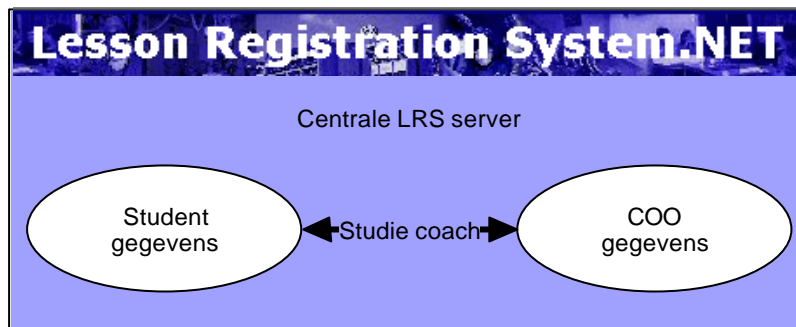 Lesson Registration System.NET
Centrale LRS server
Student
gegevens
Studie coach
COO
gegevens